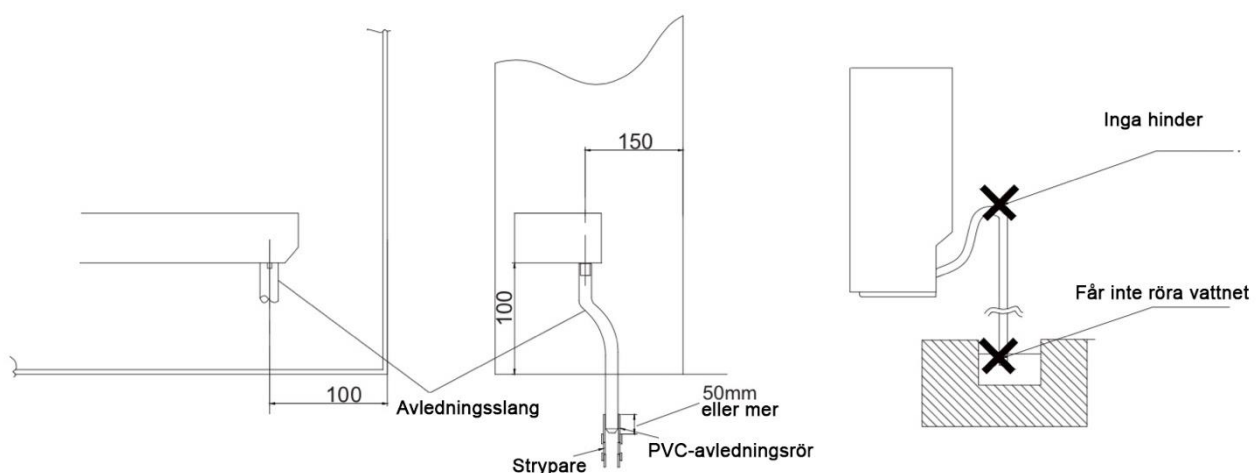 100
Avledningsslang
150
100
50mm
eller mer
PVC-avledningsrör
Strypare
Inga hinder
Får inte röra vattnet